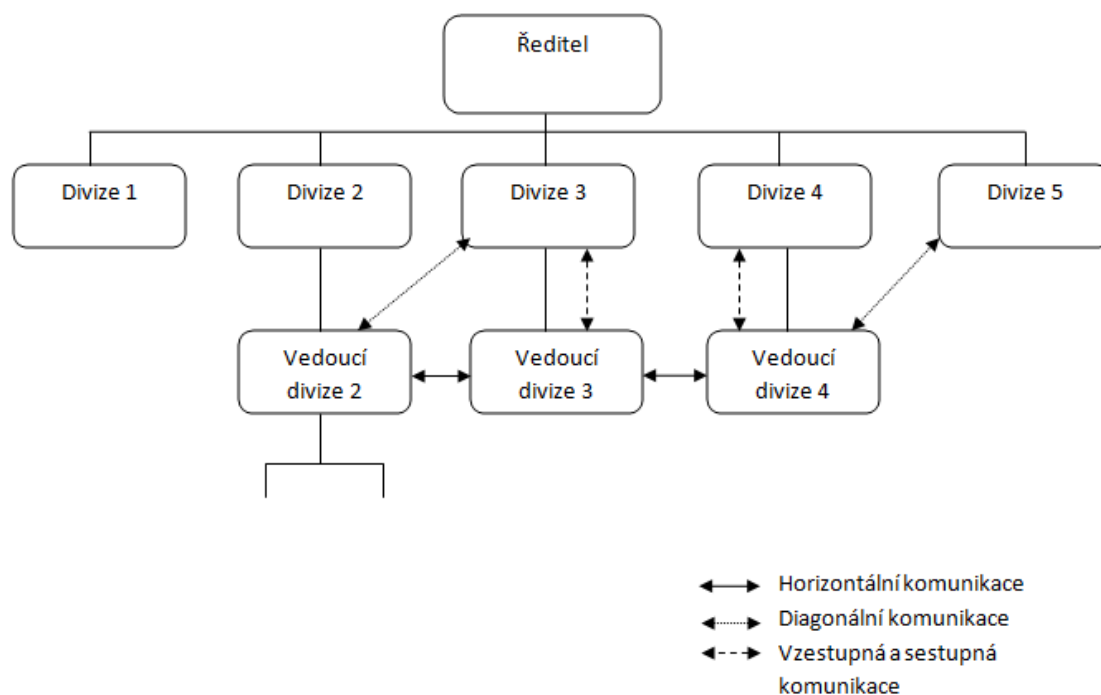 Ředitel
Divize 1
Divize 2
Divize 3
Divize 4
Divize 5
Vedoucí
divize 2
Vedoucí
divize 3
Vedoucí
divize 4
Horizontální komunikace
Diagonální komunikace
Vzestupná a sestupná
komunikace